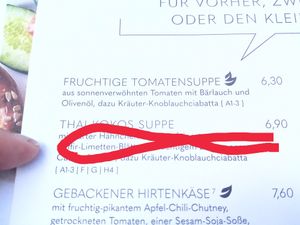 FÜR VORHER, ZW
ODER DEN KLEI
FRUCHTIGE TOMATENSUPPE 6,30
aus sonnenverwöhnten Tomaten mit Bärlauch und
Olivenöl, dazu Kräuter-Knoblauchciabatta [ A1-3 ]
THAI KOKOS SUPPE 6,90
dazu Kräuter-Knoblauchciabatta
[ A1-3 | F | G | H4 ]
GEBACKENER HIRTENKÄSE⁷ 7,60
mit fruchtig-pikantem Apfel-Chili-Chutney,
getrockneten Tomaten, einer Sesam-Soja-Soße,